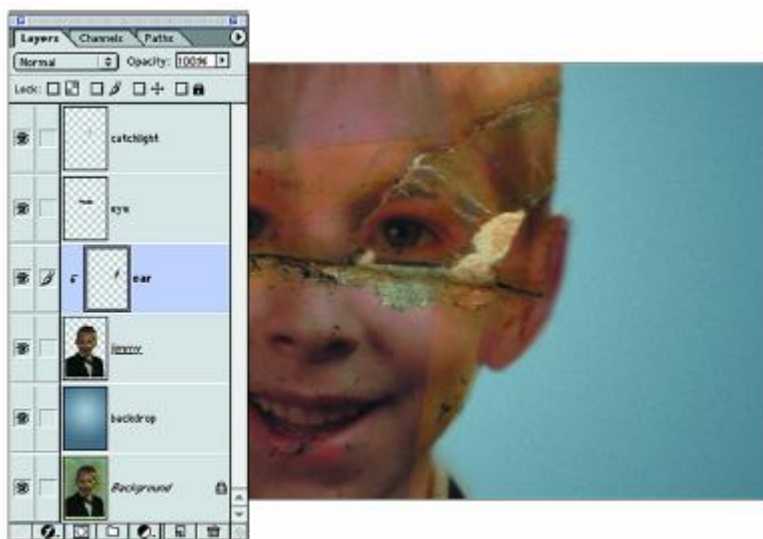 Layers Channels Paths
Normal Opacity: 100%
Lock:
catchlight
eye
ear
jimmy
backdrop
Background